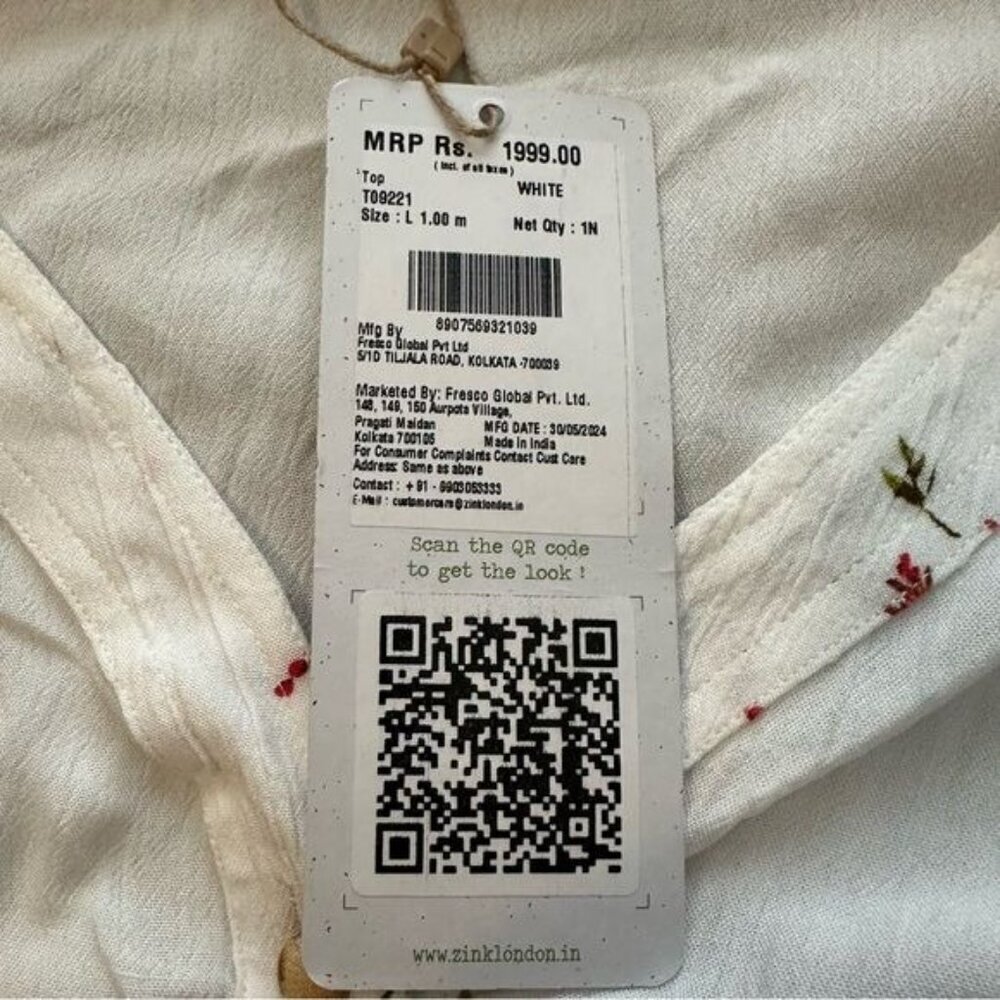 MRP Rs. 1999.00
( Incl. of all taxes )
Top WHITE
T09221
Size : L 1.00 m Net Qty : 1N
8907569321039
Mfg By
Fresco Global Pvt Ltd
5/1D TILJALA ROAD, KOLKATA -700039
Marketed By: Fresco Global Pvt. Ltd.
148, 149, 150 Aurpota Village,
Pragati Maidan MFG DATE : 30/05/2024
Kolkata 700105 Made In India
For Consumer Complaints Contact Cust Care
Address: Same as above
Contact : + 91 - 9903053333
E-Mail : customercare@zinklondon.in
Scan the QR code
to get the look !
www.zinklondon.in